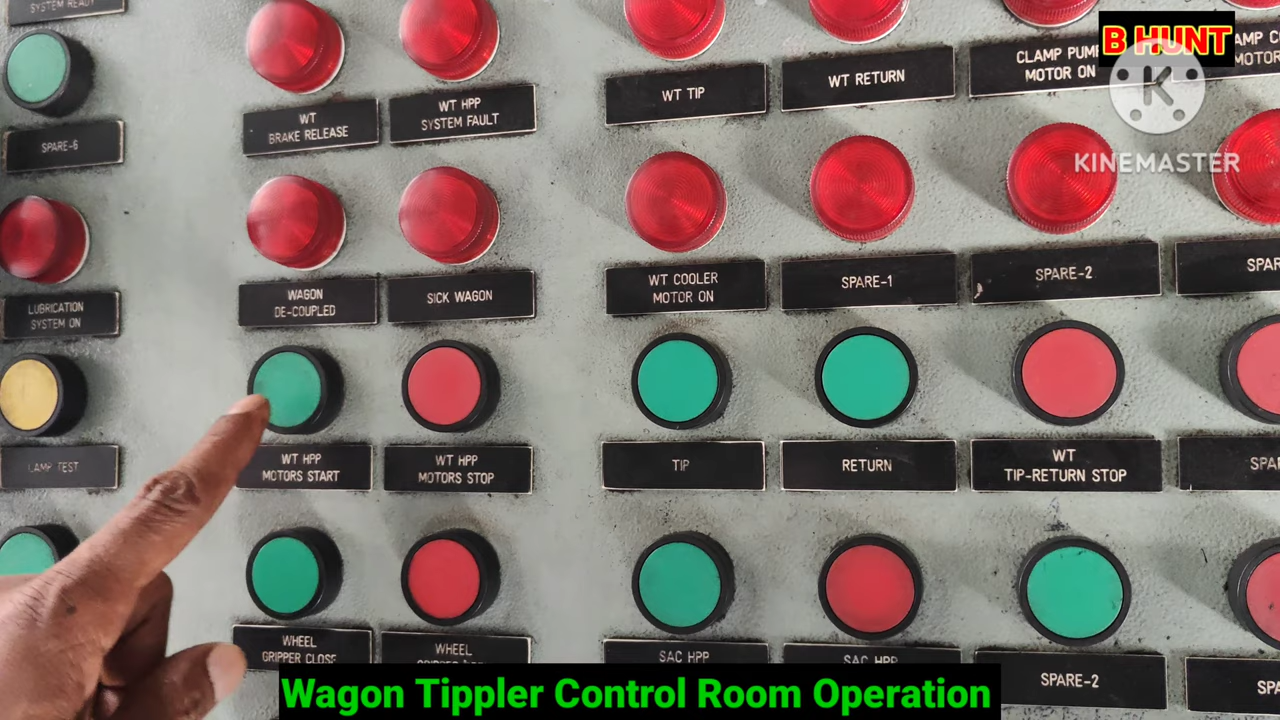 SYSTEM READY
B HUNT
K
KINEMASTER
WT
BRAKE RELEASE
WT HPP
SYSTEM FAULT
WT TIP
WT RETURN
CLAMP PUMP
MOTOR ON
SPARE-6
LUBRICATION
SYSTEM ON
WAGON
DE-COUPLED
SICK WAGON
WT COOLER
MOTOR ON
SPARE-1
SPARE-2
LAMP TEST
WT HPP
MOTORS START
WT HPP
MOTORS STOP
TIP
RETURN
WT
TIP-RETURN STOP
WHEEL
GRIPPER CLOSE
WHEEL
SAC HPP
SAC HPP
SPARE-2
Wagon Tippler Control Room Operation